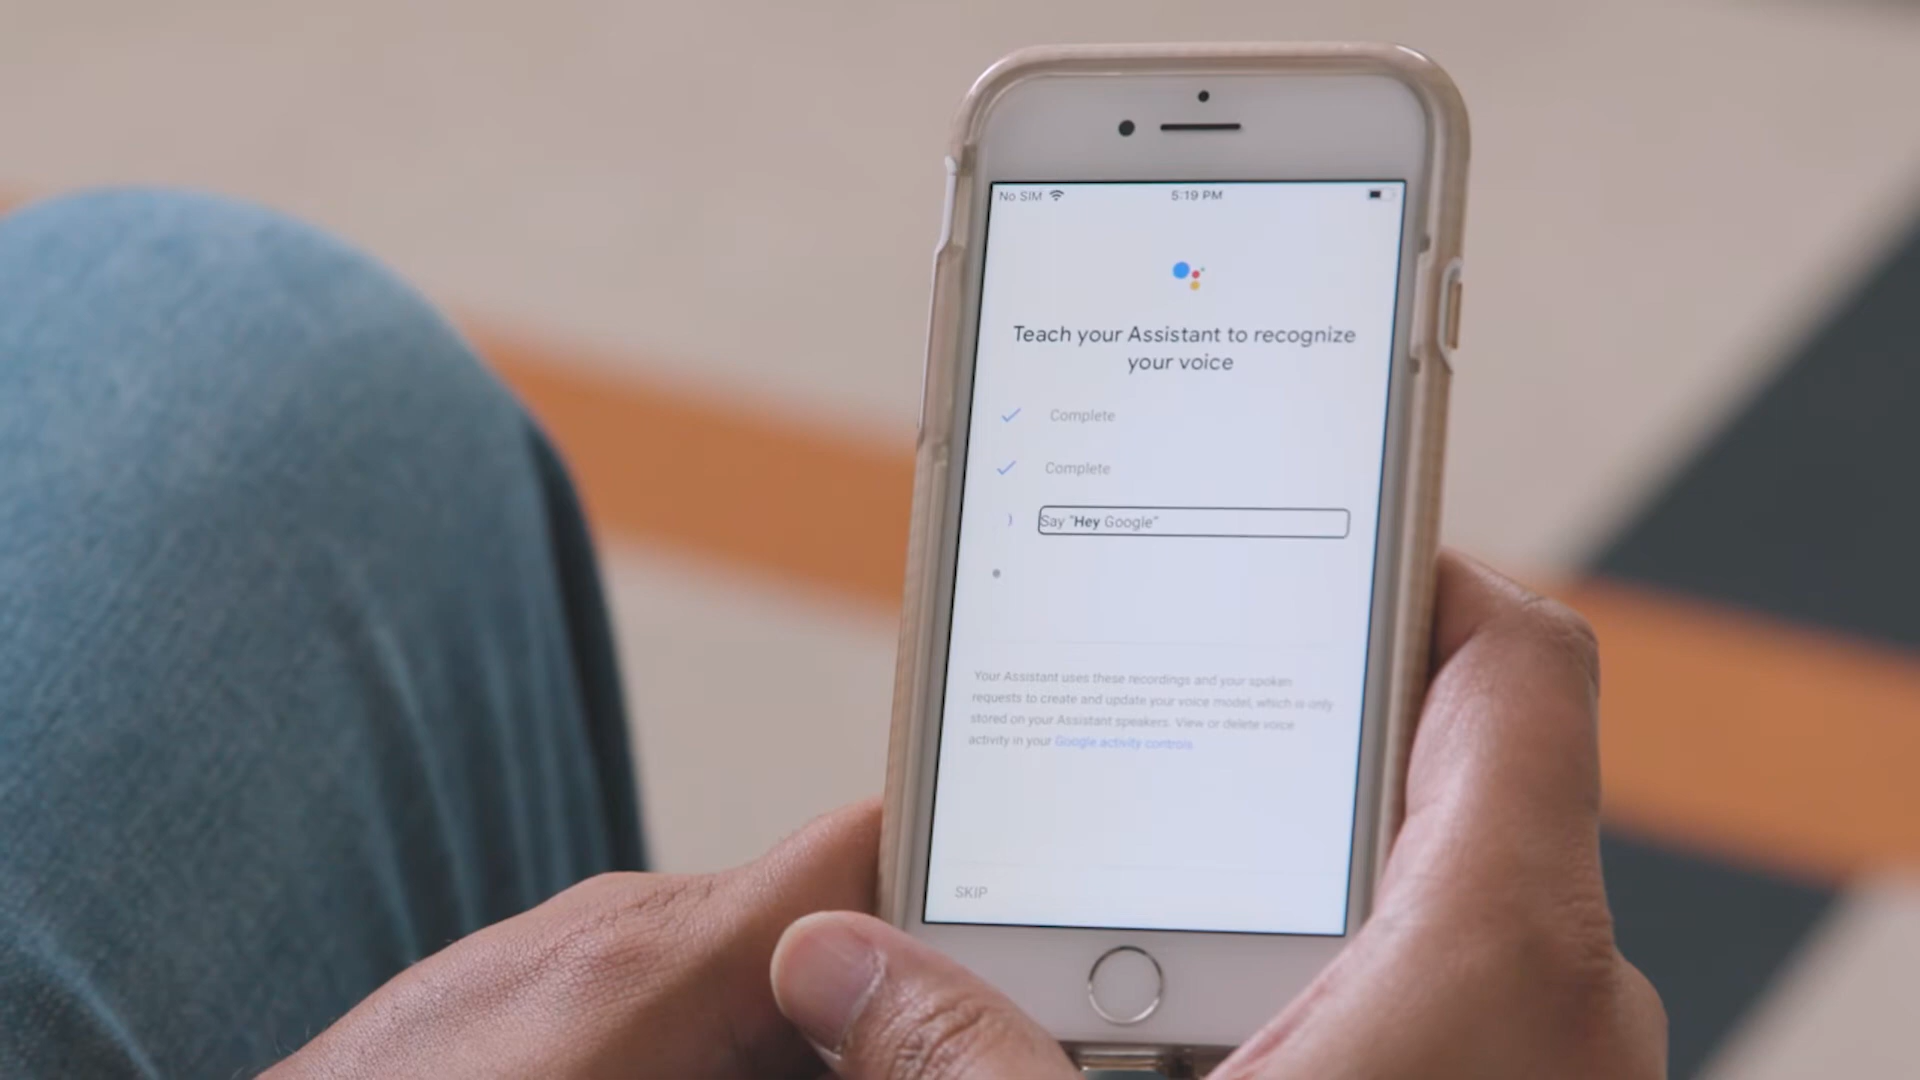 No SIM 5:19 PM
Teach your Assistant to recognize
your voice
Complete
Complete
Say "Hey Google"
Your Assistant uses these recordings and your spoken
requests to create and update your voice model, which is only
stored on your Assistant speakers. View or delete voice
activity in your Google activity controls.
SKIP